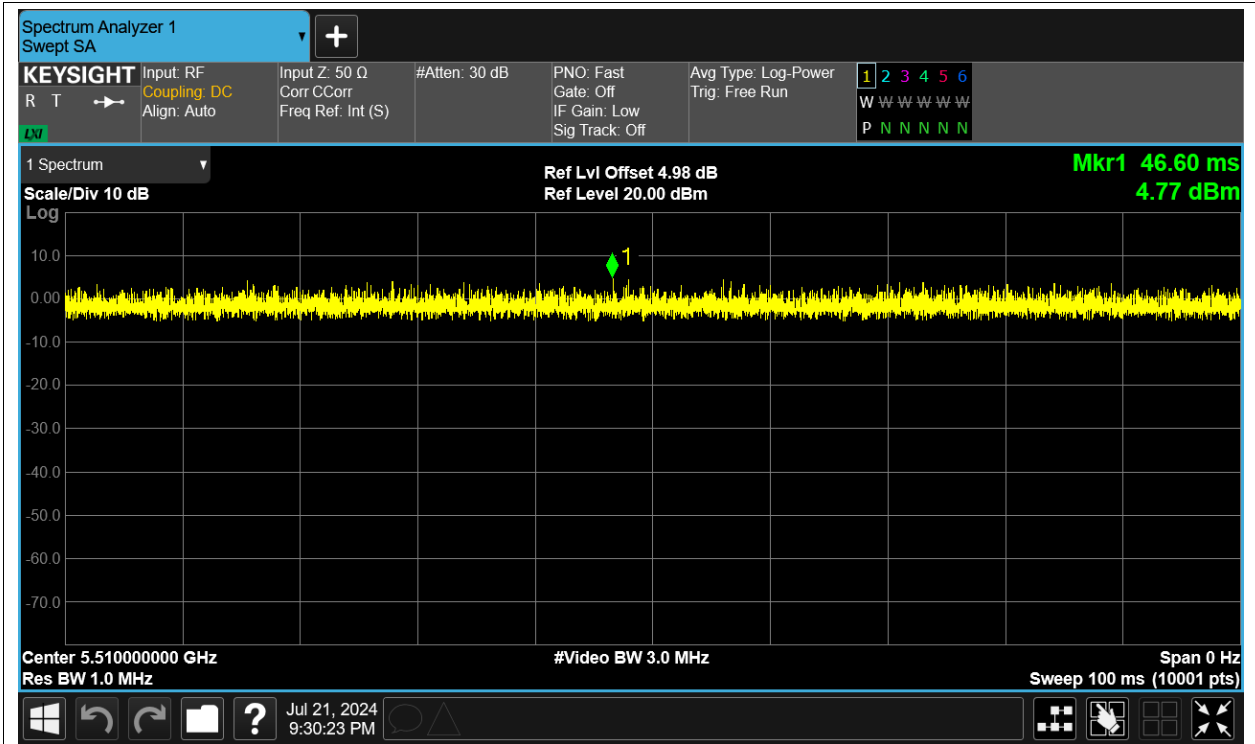 Spectrum Analyzer 1
Swept SA
KEYSIGHT
R T
LXI
Input: RF
Coupling: DC
Align: Auto
Input Z: 50 Ω
Corr CCorr
Freq Ref: Int (S)
#Atten: 30 dB
PNO: Fast
Gate: Off
IF Gain: Low
Sig Track: Off
Avg Type: Log-Power
Trig: Free Run
1 2 3 4 5 6
W W W W W W
P N N N N N
1 Spectrum
Scale/Div 10 dB
Ref Lvl Offset 4.98 dB
Ref Level 20.00 dBm
Mkr1 46.60 ms
4.77 dBm
Log
10.0
1
0.00
-10.0
-20.0
-30.0
-40.0
-50.0
-60.0
-70.0
Center 5.510000000 GHz
#Video BW 3.0 MHz
Span 0 Hz
Res BW 1.0 MHz
Sweep 100 ms (10001 pts)
?
Jul 21, 2024
9:30:23 PM